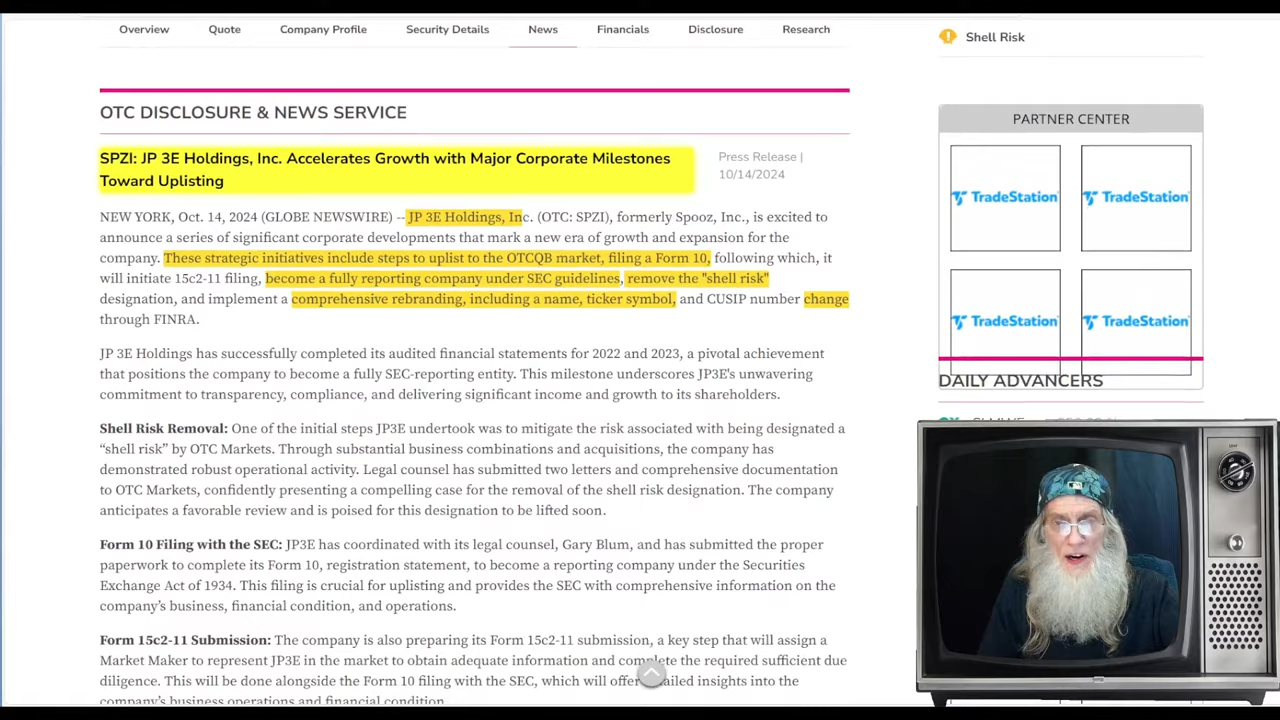 Overview Quote Company Profile Security Details News Financials Disclosure Research
Shell Risk
OTC DISCLOSURE & NEWS SERVICE
SPZI: JP 3E Holdings, Inc. Accelerates Growth with Major Corporate Milestones
Toward Uplisting
Press Release |
10/14/2024
NEW YORK, Oct. 14, 2024 (GLOBE NEWSWIRE) -- JP 3E Holdings, Inc. (OTC: SPZI), formerly Spooz, Inc., is excited to
announce a series of significant corporate developments that mark a new era of growth and expansion for the
company. These strategic initiatives include steps to uplist to the OTCQB market, filing a Form 10, following which, it
will initiate 15c2-11 filing, become a fully reporting company under SEC guidelines, remove the "shell risk"
designation, and implement a comprehensive rebranding, including a name, ticker symbol, and CUSIP number change
through FINRA.
JP 3E Holdings has successfully completed its audited financial statements for 2022 and 2023, a pivotal achievement
that positions the company to become a fully SEC-reporting entity. This milestone underscores JP3E's unwavering
commitment to transparency, compliance, and delivering significant income and growth to its shareholders.
Shell Risk Removal: One of the intial steps JP3E undertook was to mitigate the risk associated with being designated a
“shell risk” by OTC Markets. Through substantial business combinations and acquisitions, the company has
demonstrated robust operational activity. Legal counsel has submitted two letters and comprehensive documentation
to OTC Markets, confidently presenting a compelling case for the removal of the shell risk designation. The company
anticipates a favorable review and is poised for this designation to be lifted soon.
Form 10 Filing with the SEC: JP3E has coordinated with its legal counsel, Gary Blum, and has submitted the proper
paperwork to complete its Form 10, registration statement, to become a reporting company under the Securities
Exchange Act of 1934. This filing is crucial for uplisting and provides the SEC with comprehensive information on the
company’s business, financial condition, and operations.
Form 15c2-11 Submission: The company is also preparing its Form 15c2-11 submission, a key step that will assign a
Market Maker to represent JP3E in the market to obtain adequate information and complete the required sufficient due
diligence. This will be done alongside the Form 10 filing with the SEC, which will offer detailed insights into the
company's business operations and financial condition.
PARTNER CENTER
TradeStation TradeStation
TradeStation TradeStation
DAILY ADVANCERS